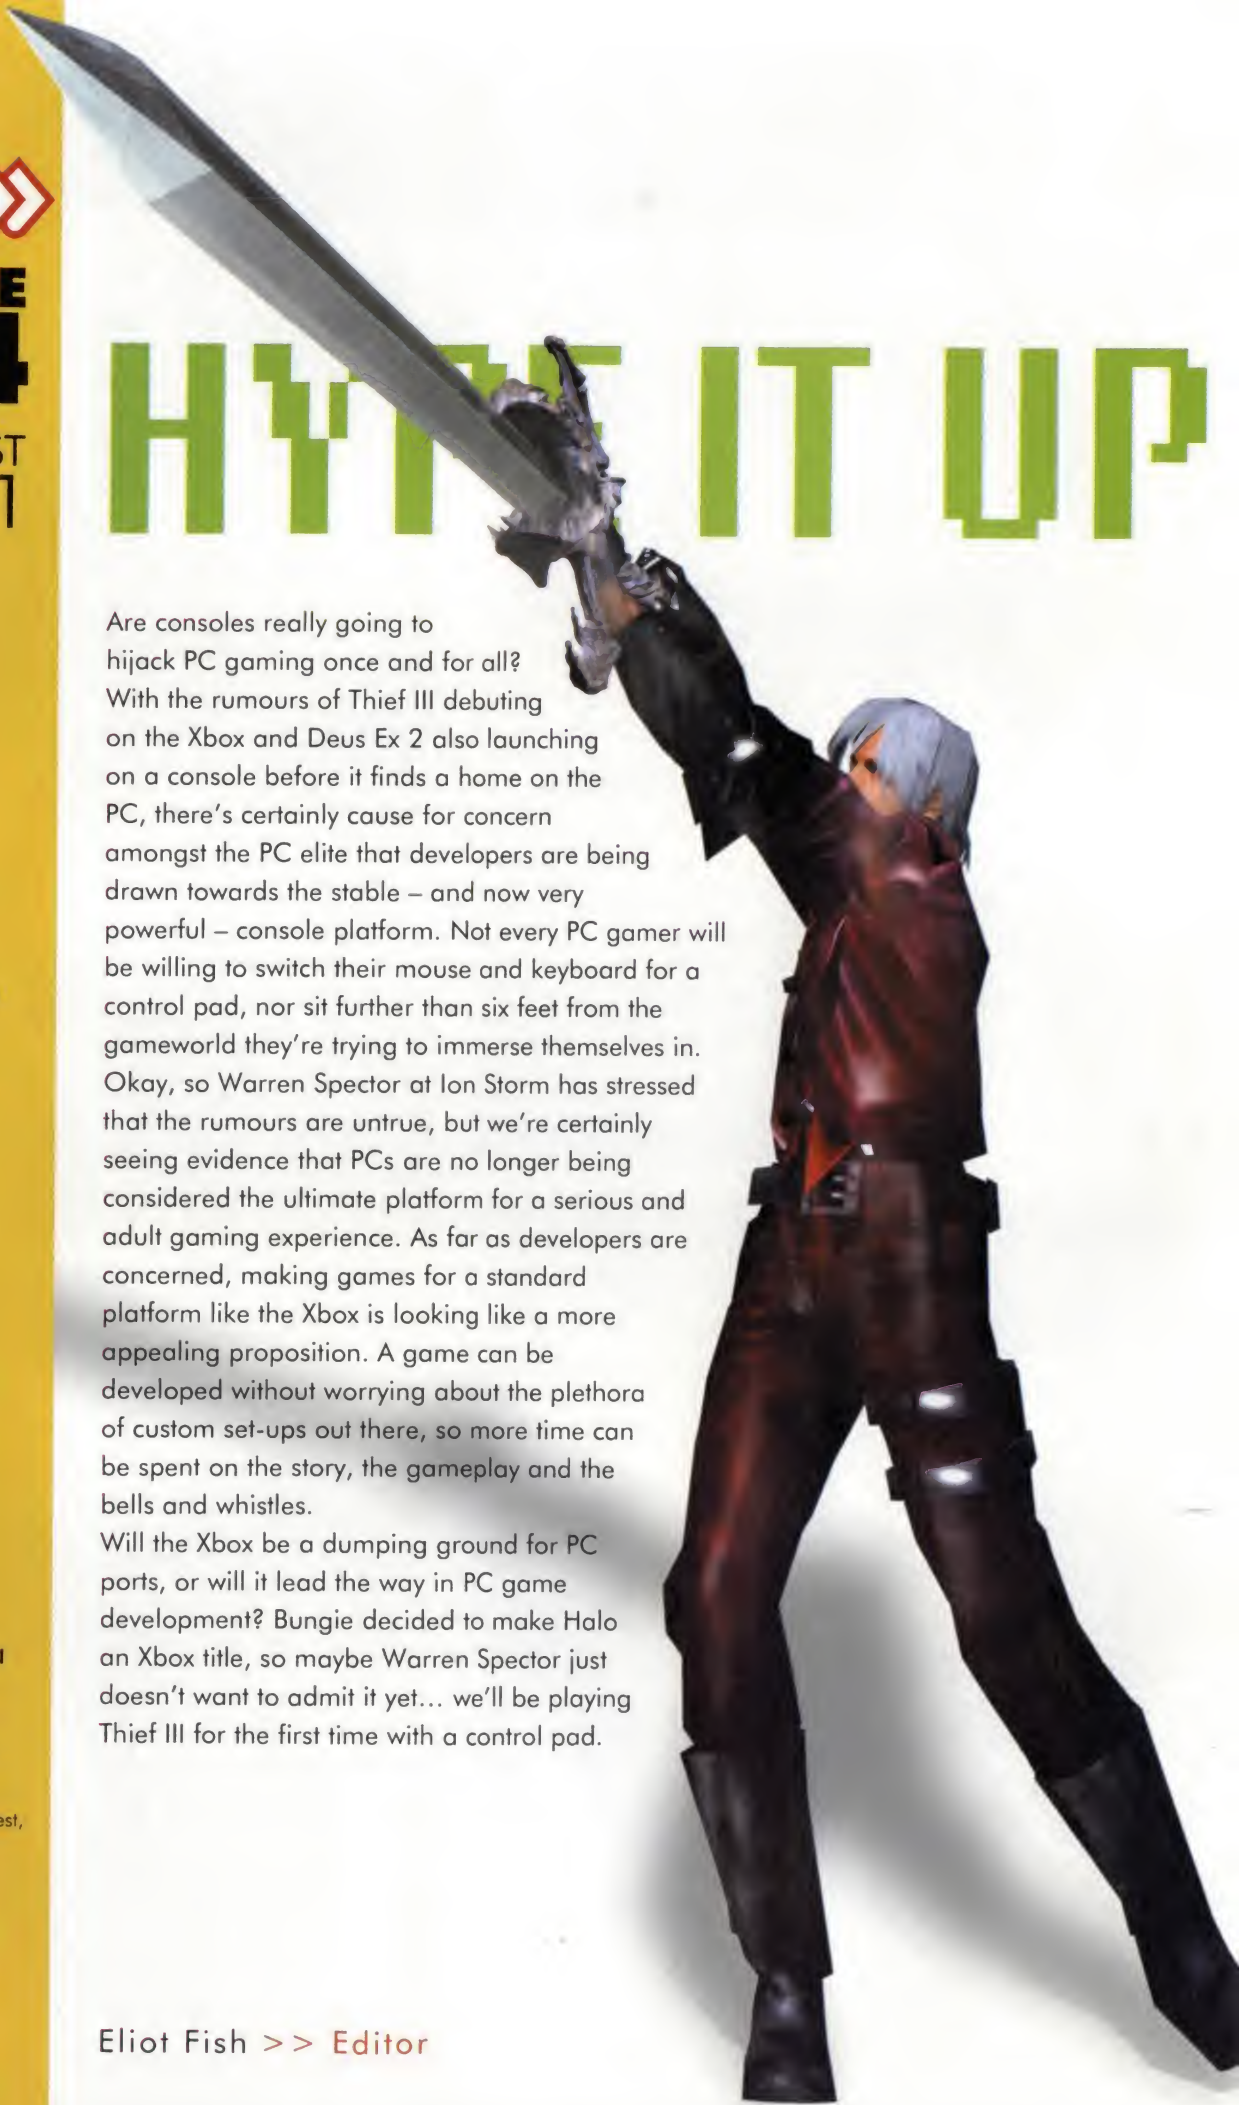 E
4
ST
1
HYPE IT UP
Are consoles really going to
hijack PC gaming once and for all?
With the rumours of Thief III debuting
on the Xbox and Deus Ex 2 also launching
on a console before it finds a home on the
PC, there's certainly cause for concern
amongst the PC elite that developers are being
drawn towards the stable – and now very
powerful – console platform. Not every PC gamer will
be willing to switch their mouse and keyboard for a
control pad, nor sit further than six feet from the
gameworld they're trying to immerse themselves in.
Okay, so Warren Spector at Ion Storm has stressed
that the rumours are untrue, but we're certainly
seeing evidence that PCs are no longer being
considered the ultimate platform for a serious and
adult gaming experience. As far as developers are
concerned, making games for a standard
platform like the Xbox is looking like a more
appealing proposition. A game can be
developed without worrying about the plethora
of custom set-ups out there, so more time can
be spent on the story, the gameplay and the
bells and whistles.
Will the Xbox be a dumping ground for PC
ports, or will it lead the way in PC game
development? Bungie decided to make Halo
an Xbox title, so maybe Warren Spector just
doesn't want to admit it yet... we'll be playing
Thief III for the first time with a control pad.
est,
Eliot Fish >> Editor